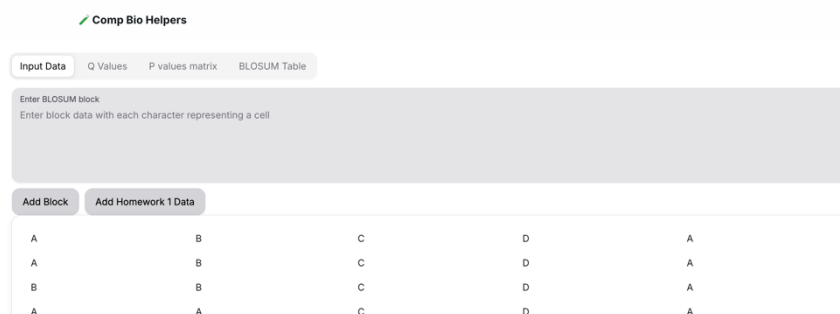 Comp Bio Helpers
Input Data Q Values P values matrix BLOSUM Table
Enter BLOSUM block
Enter block data with each character representing a cell
Add Block Add Homework 1 Data
A B C D A
A B C D A
B B C D A
A A C D A